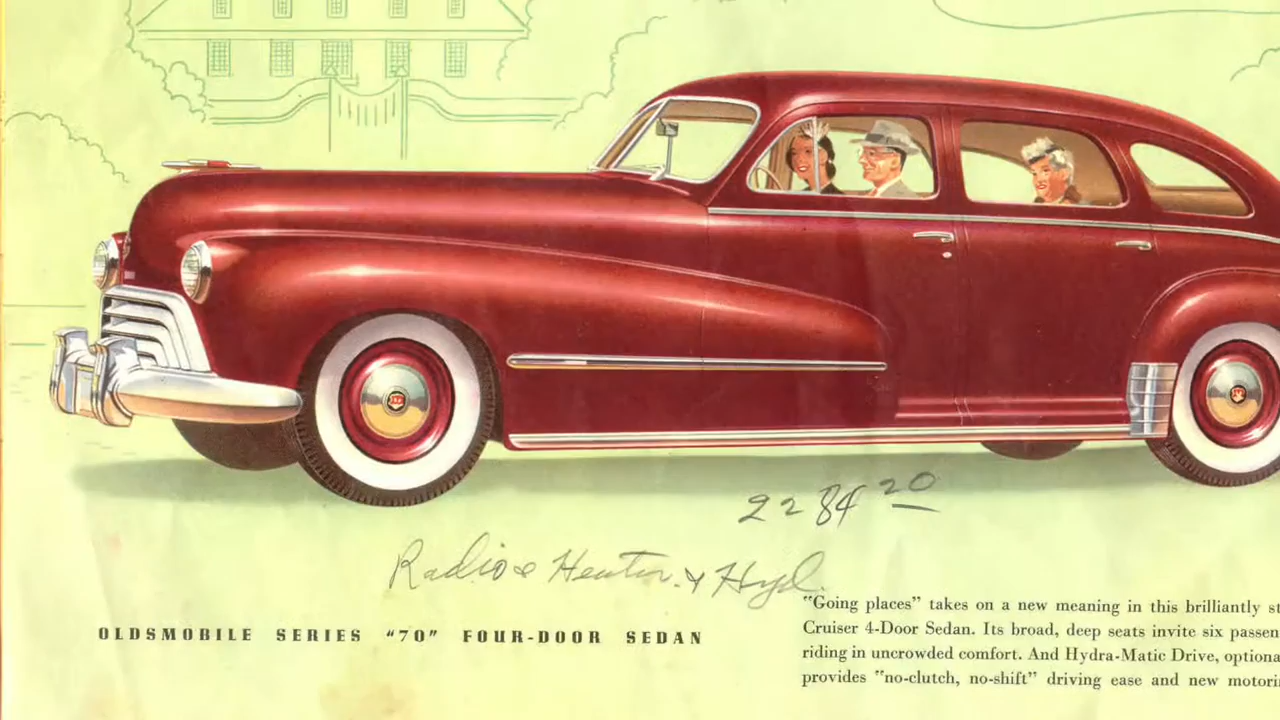 2284 20
Radio & Heater & Hyd.
OLDSMOBILE SERIES "70" FOUR-DOOR SEDAN
"Going places" takes on a new meaning in this brilliantly
Cruiser 4-Door Sedan. Its broad, deep seats invite six
riding in uncrowded comfort. And Hydra-Matic Drive,
provides "no-clutch, no-shift" driving ease and new